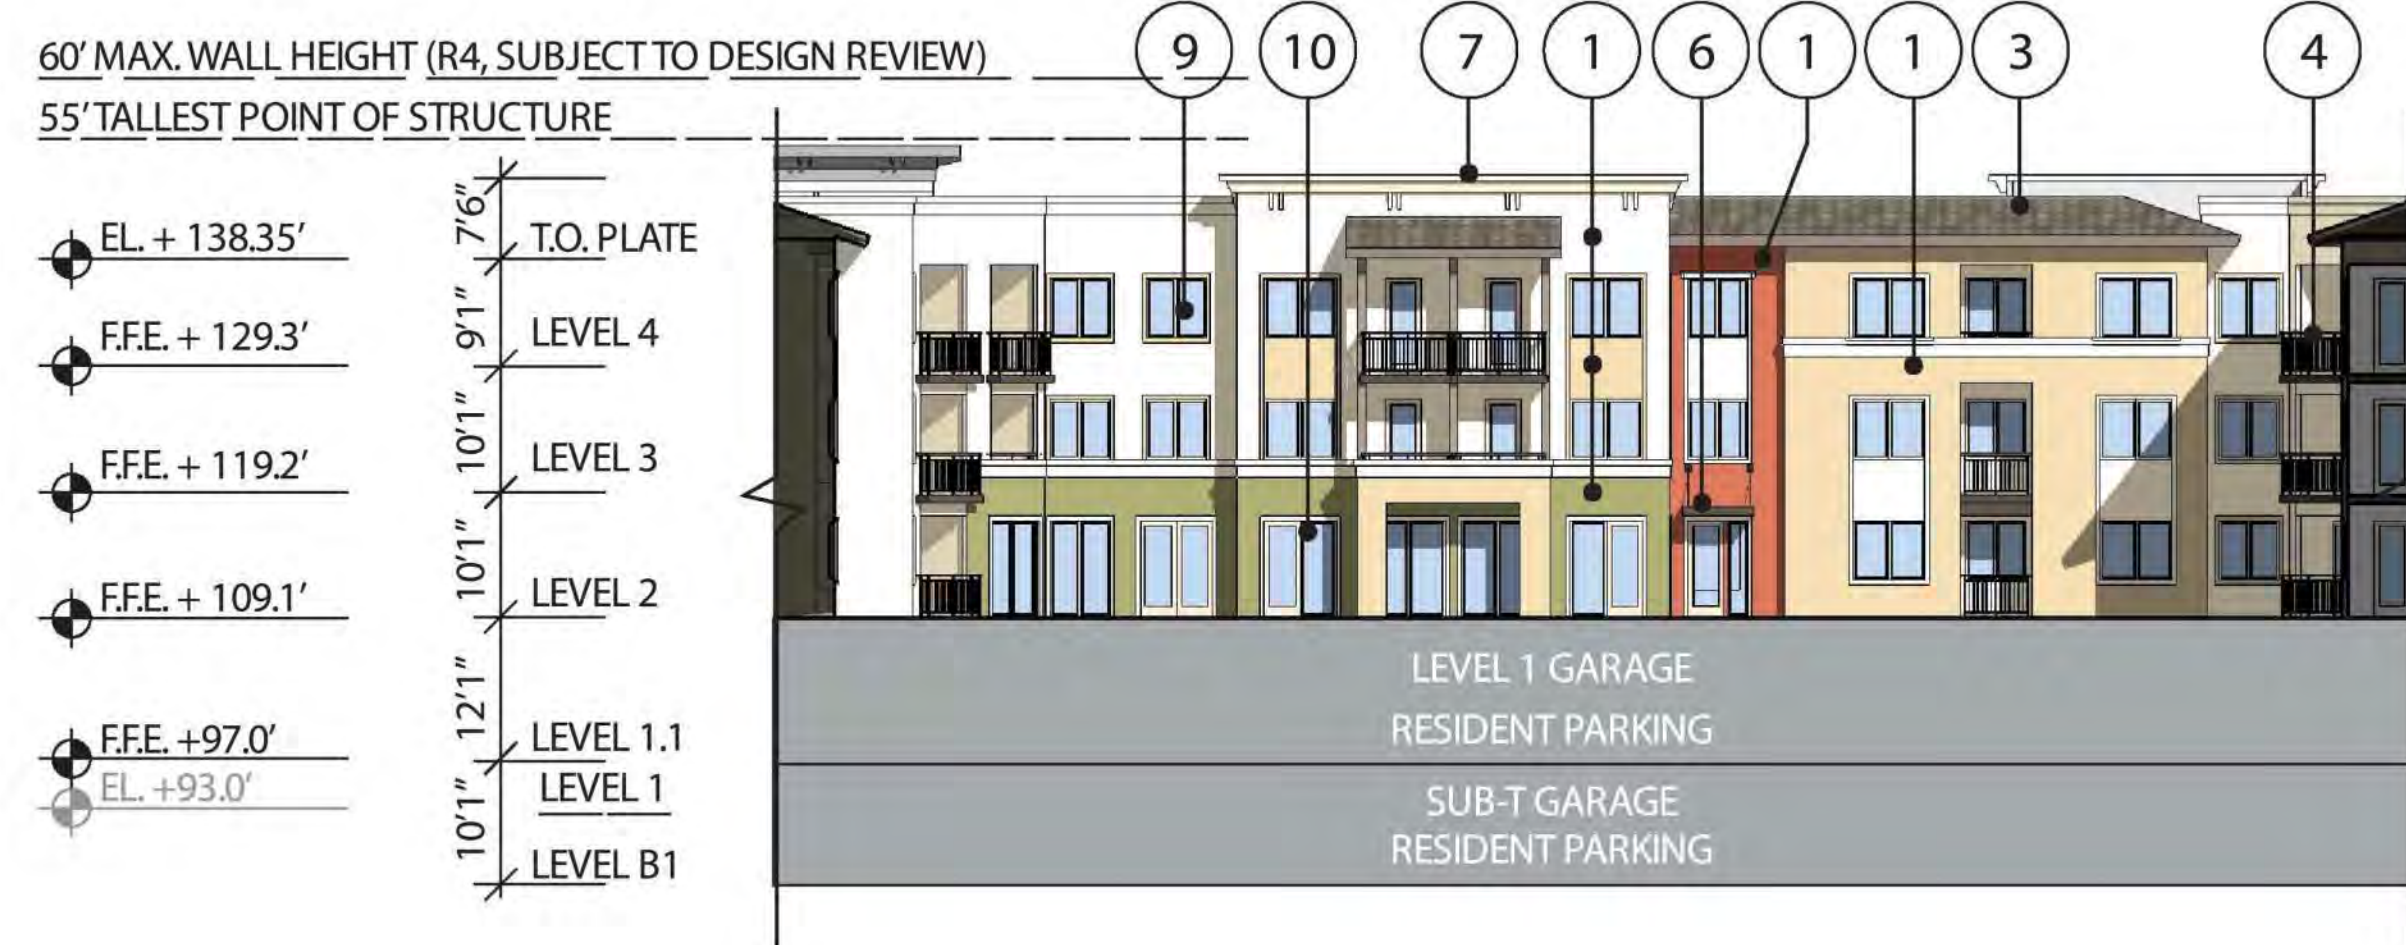 60' MAX. WALL HEIGHT (R4, SUBJECT TO DESIGN REVIEW)
55' TALLEST POINT OF STRUCTURE
9 10 7 1 6 1 1 3 4
7'6"
EL. + 138.35'
T.O. PLATE
9'1"
F.F.E. + 129.3'
LEVEL 4
10'1"
F.F.E. + 119.2'
LEVEL 3
10'1"
F.F.E. + 109.1'
LEVEL 2
12'1"
F.F.E. +97.0'
LEVEL 1.1
EL. +93.0'
LEVEL 1
10'1"
LEVEL B1
LEVEL 1 GARAGE
RESIDENT PARKING
SUB-T GARAGE
RESIDENT PARKING